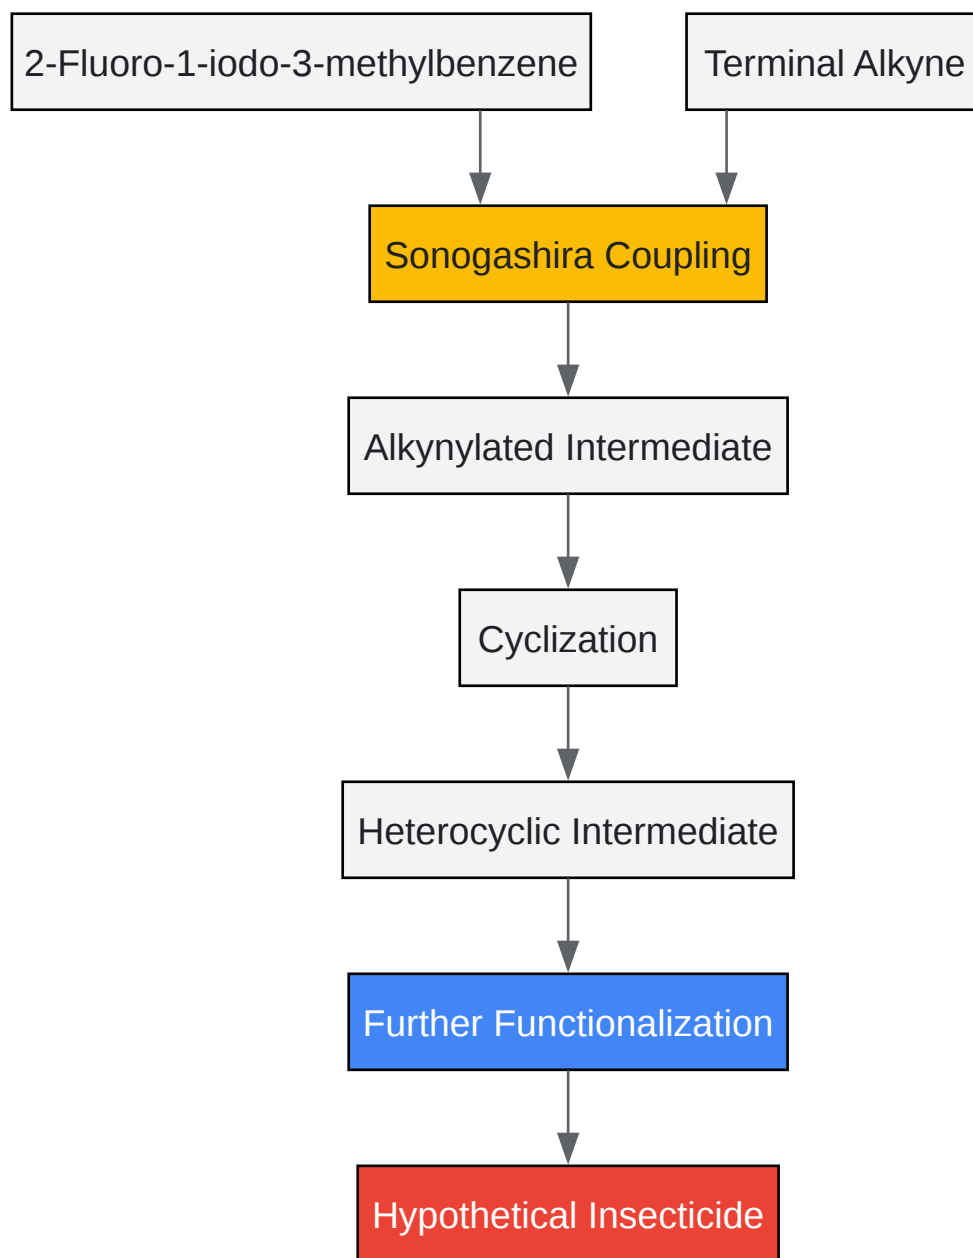 2-Fluoro-1-iodo-3-methylbenzene
Terminal Alkyne
Sonogashira Coupling
Alkynylated Intermediate
Cyclization
Heterocyclic Intermediate
Further Functionalization
Hypothetical Insecticide